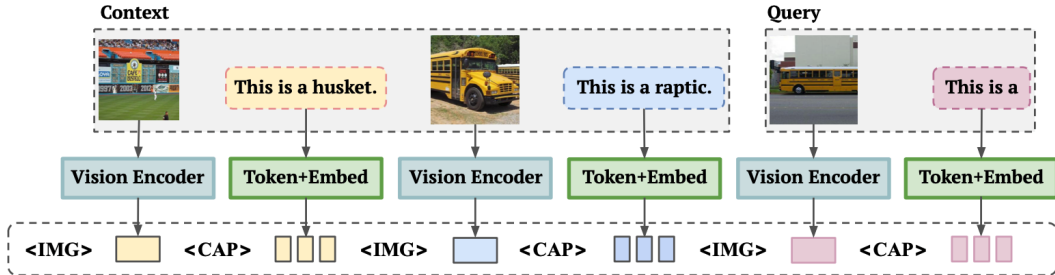 Context
Query
This is a husket.
This is a raptic.
This is a
Vision Encoder
Token+Embed
Vision Encoder
Token+Embed
Vision Encoder
Token+Embed
<IMG> <CAP> <IMG> <CAP> <IMG> <CAP>